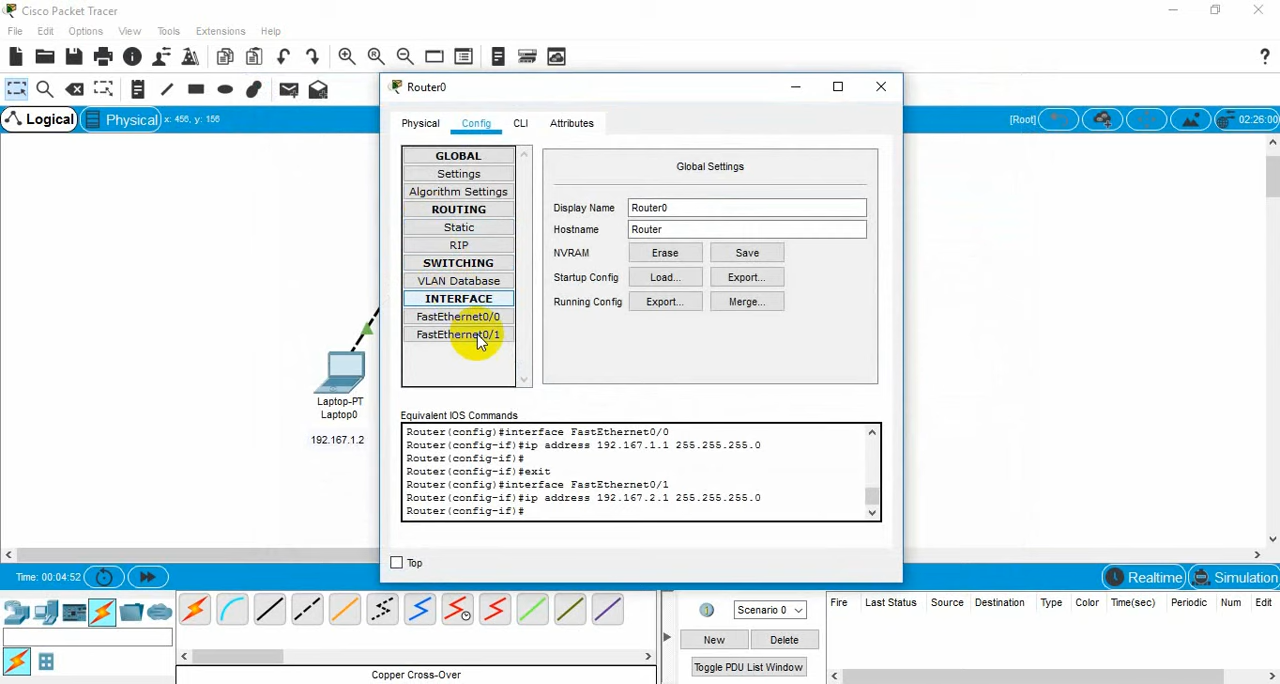 Cisco Packet Tracer
File Edit Options View Tools Extensions Help
?
Logical
Physical x: 456, y: 156
[Root]
02:26:00
Router0
Physical Config CLI Attributes
GLOBAL
Settings
Algorithm Settings
ROUTING
Static
RIP
SWITCHING
VLAN Database
INTERFACE
FastEthernet0/0
FastEthernet0/1
Global Settings
Display Name Router0
Hostname Router
NVRAM Erase Save
Startup Config Load... Export...
Running Config Export... Merge...
Equivalent IOS Commands
Router(config)#interface FastEthernet0/0
Router(config-if)#ip address 192.167.1.1 255.255.255.0
Router(config-if)#
Router(config-if)#exit
Router(config)#interface FastEthernet0/1
Router(config-if)#ip address 192.167.2.1 255.255.255.0
Router(config-if)#
Top
Laptop-PT
Laptop0
192.167.1.2
Time: 00:04:52
Realtime
Simulation
Scenario 0
New Delete
Toggle PDU List Window
Fire Last Status Source Destination Type Color Time(sec) Periodic Num Edit
Copper Cross-Over